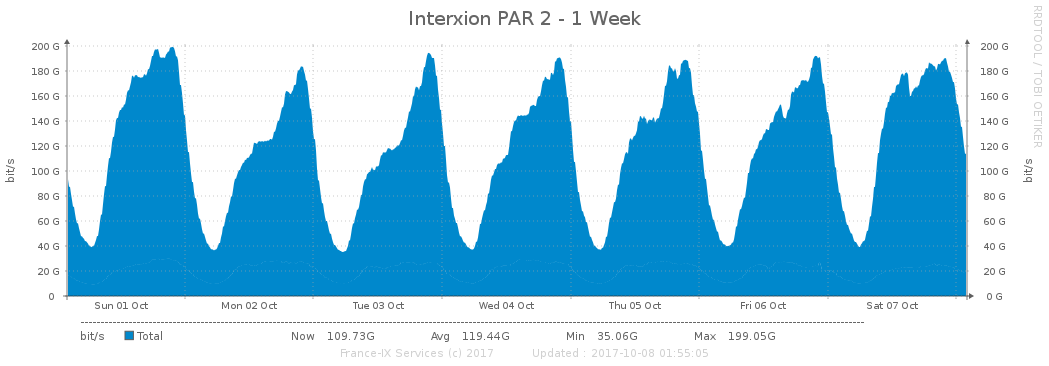 Interxion PAR 2 - 1 Week
RRDTOOL / TOBI OETIKER
bit/s
bit/s
200 G 200 G
180 G 180 G
160 G 160 G
140 G 140 G
120 G 120 G
100 G 100 G
80 G 80 G
60 G 60 G
40 G 40 G
20 G 20 G
0 0 G
Sun 01 Oct Mon 02 Oct Tue 03 Oct Wed 04 Oct Thu 05 Oct Fri 06 Oct Sat 07 Oct
bit/s Total Now 109.73G Avg 119.44G Min 35.06G Max 199.05G
France-IX Services (c) 2017 Updated : 2017-10-08 01:55:05